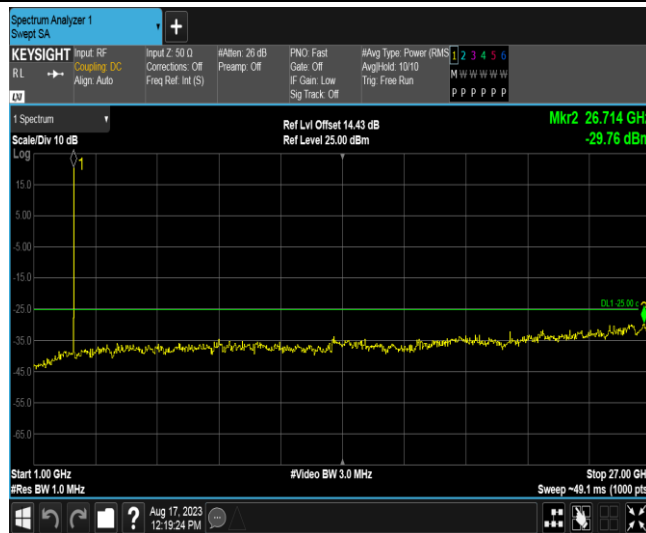 Spectrum Analyzer 1
Swept SA
+
KEYSIGHT
RL
LXI
Input: RF
Coupling: DC
Align: Auto
Input Z: 50 Ω
Corrections: Off
Freq Ref: Int (S)
#Atten: 26 dB
Preamp: Off
PNO: Fast
Gate: Off
IF Gain: Low
Sig Track: Off
#Avg Type: Power (RMS
Avg|Hold: 10/10
Trig: Free Run
1 2 3 4 5 6
M W W W W W
P P P P P P
1 Spectrum
Scale/Div 10 dB
Log
Ref Lvl Offset 14.43 dB
Ref Level 25.00 dBm
Mkr2 26.714 GHz
-29.76 dBm
1
15.0
5.00
-5.00
-15.0
-25.0
-35.0
-45.0
-55.0
-65.0
DL1 -25.00
2
Start 1.00 GHz
#Res BW 1.0 MHz
#Video BW 3.0 MHz
Stop 27.00 GHz
Sweep ~49.1 ms (1000 pts)
?
Aug 17, 2023
12:19:24 PM